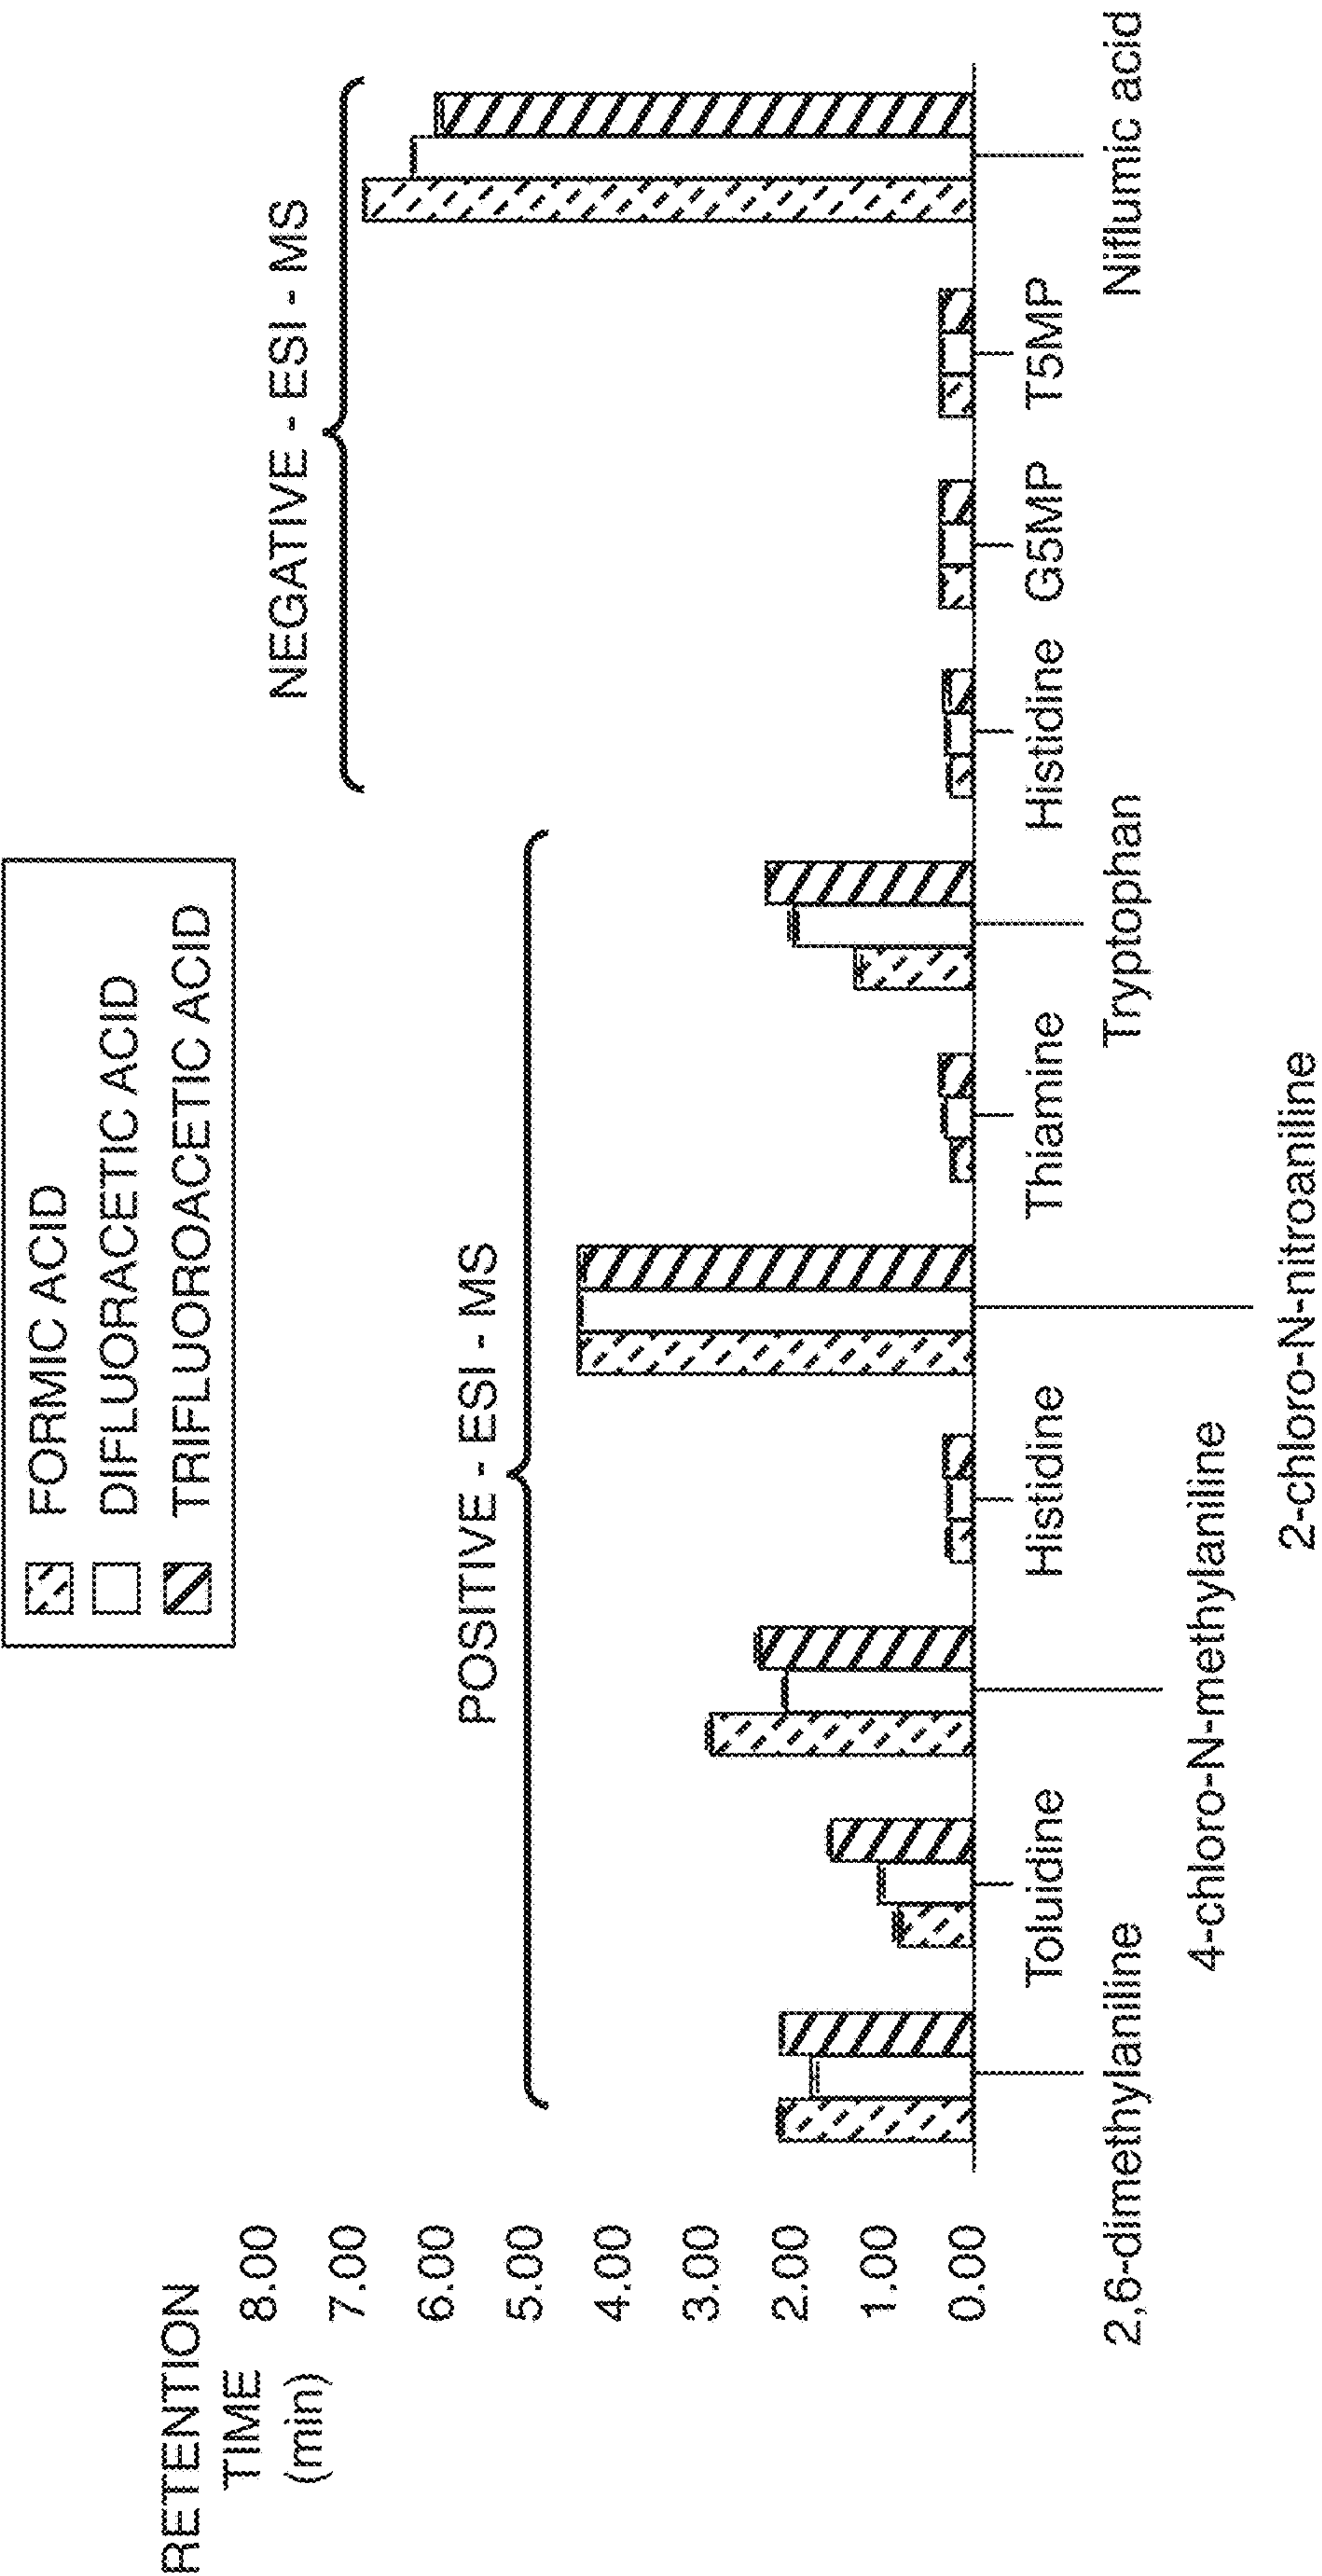 FORMIC ACID
DIFLUORACETIC ACID
TRIFLUOROACETIC ACID
RETENTION
TIME
(min)
8.00
7.00
6.00
5.00
4.00
3.00
2.00
1.00
0.00
POSITIVE - ESI - MS
NEGATIVE - ESI - MS
2,6-dimethylaniline
Toluidine
4-chloro-N-methylaniline
Histidine
2-chloro-N-nitroaniline
Thiamine
Tryptophan
Histidine
G5MP
T5MP
Niflumic acid